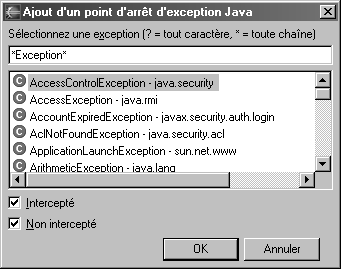 Ajout d'un point d'arrêt d'exception Java
Sélectionnez une exception (? = tout caractère, * = toute chaîne)
*Exception*
AccessControlException - java.security
AccessException - java.rmi
AccountExpiredException - javax.security.auth.login
AclNotFoundException - java.security.acl
ApplicationLaunchException - sun.net.www
ArithmeticException - java.lang
Intercepté
Non intercepté
OK
Annuler